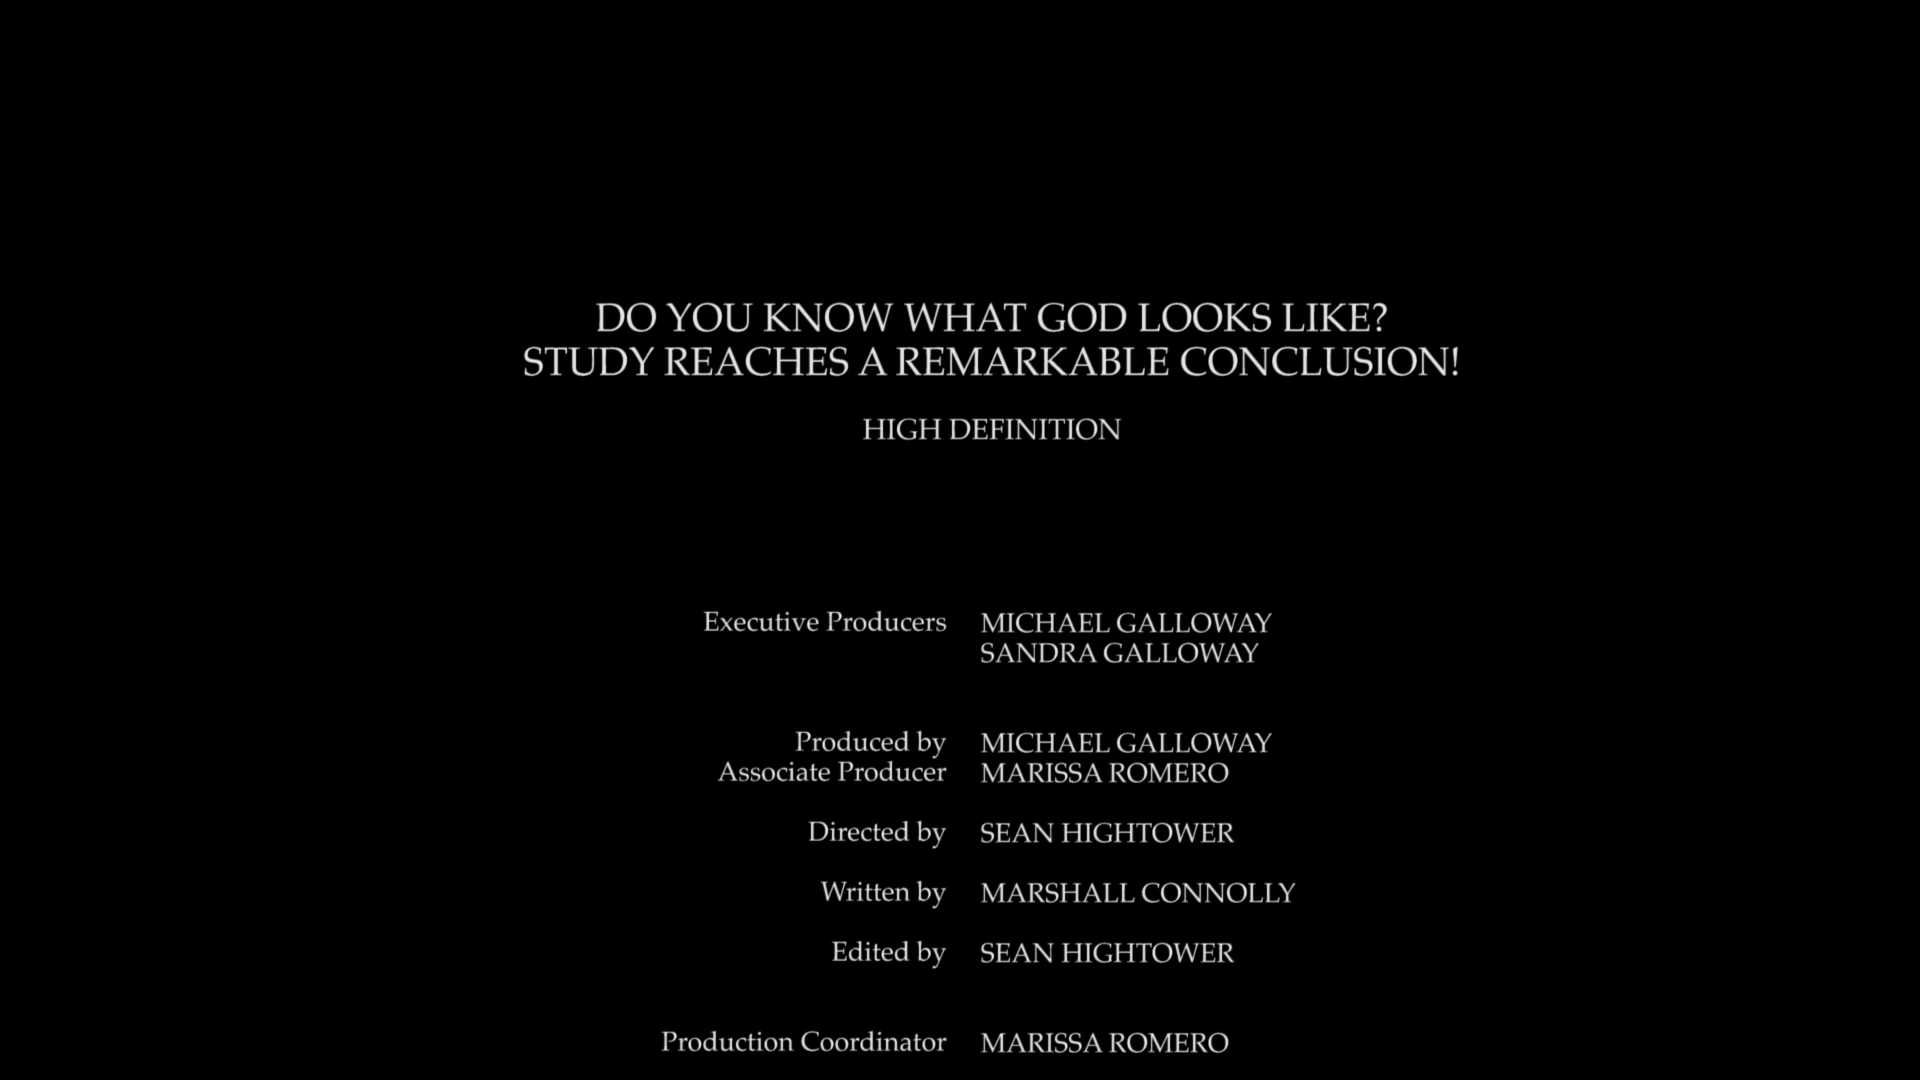 DO YOU KNOW WHAT GOD LOOKS LIKE?
STUDY REACHES A REMARKABLE CONCLUSION!
HIGH DEFINITION
Executive Producers MICHAEL GALLOWAY
SANDRA GALLOWAY
Produced by MICHAEL GALLOWAY
Associate Producer MARISSA ROMERO
Directed by SEAN HIGHTOWER
Written by MARSHALL CONNOLLY
Edited by SEAN HIGHTOWER
Production Coordinator MARISSA ROMERO